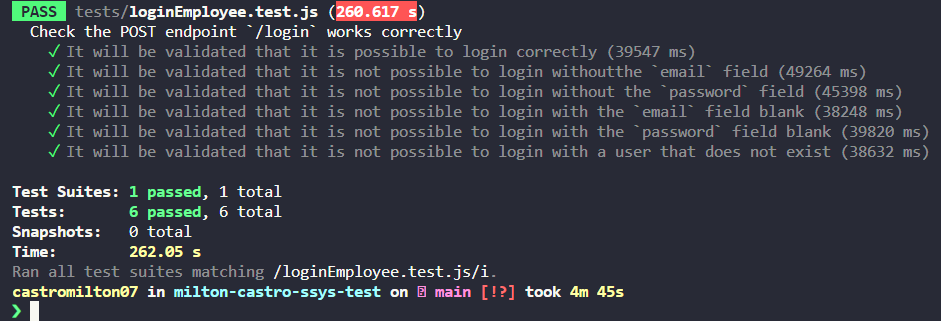 PASS tests/loginEmployee.test.js (260.617 s)
Check the POST endpoint `/login` works correctly
✓ It will be validated that it is possible to login correctly (39547 ms)
✓ It will be validated that it is not possible to login withoutthe `email` field (49264 ms)
✓ It will be validated that it is not possible to login without the `password` field (45398 ms)
✓ It will be validated that it is not possible to login with the `email` field blank (38248 ms)
✓ It will be validated that it is not possible to login with the `password` field blank (39820 ms)
✓ It will be validated that it is not possible to login with a user that does not exist (38632 ms)
Test Suites: 1 passed, 1 total
Tests: 6 passed, 6 total
Snapshots: 0 total
Time: 262.05 s
Ran all test suites matching /loginEmployee.test.js/i.
castromilton07 in milton-castro-ssys-test on main [!?] took 4m 45s
❯